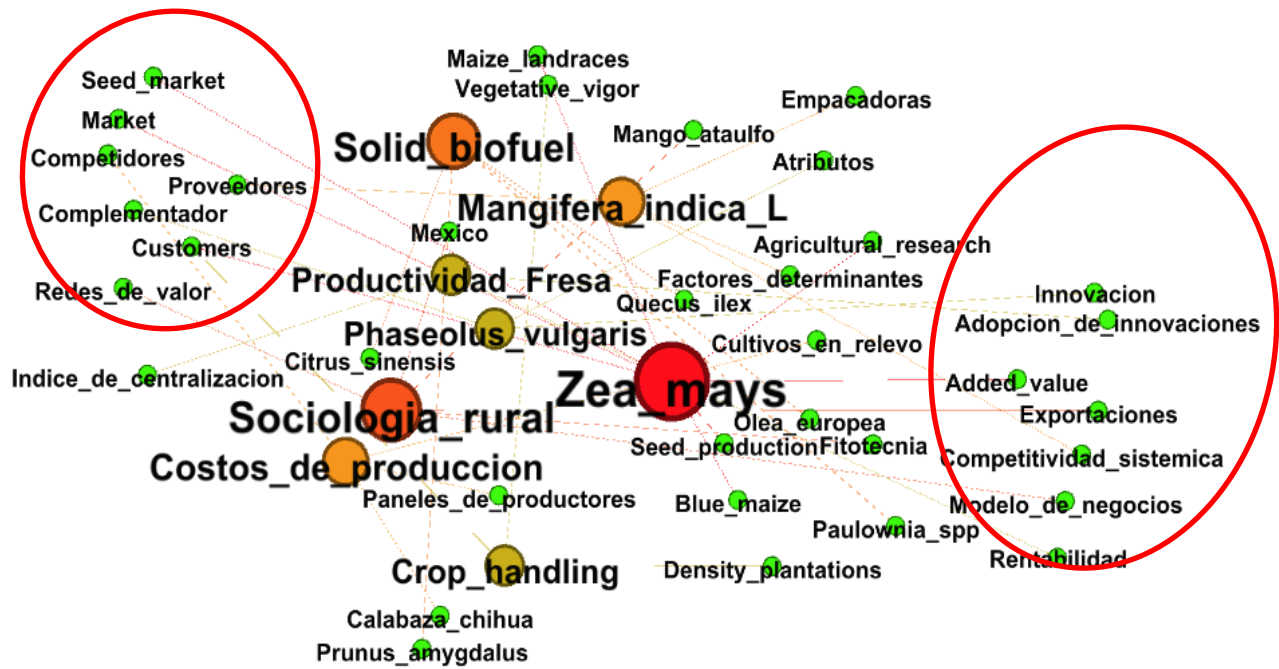 Maize_landraces
Seed_market
Vegetative_vigor
Empacadoras
Market
Mango_ataulfo
Solid_biofuel
Competidores
Atributos
Proveedores
Mangifera_indica_L
Complementador
Mexico
Customers
Agricultural_research
Productividad_Fresa
Factores_determinantes
Redes_de_valor
Quecus_ilex
Innovacion
Adopcion_de_innovaciones
Phaseolus_vulgaris
Cultivos_en_relevo
Citrus_sinensis
Indice_de_centralizacion
Zea_mays
Added_value
Sociologia_rural
Exportaciones
Olea_europea
Seed_production
Fitotecnia
Competitividad_sistemica
Costos_de_produccion
Paneles_de_productores
Blue_maize
Modelo_de_negocios
Paulownia_spp
Rentabilidad
Crop_handling
Density_plantations
Calabaza_chihua
Prunus_amygdalus